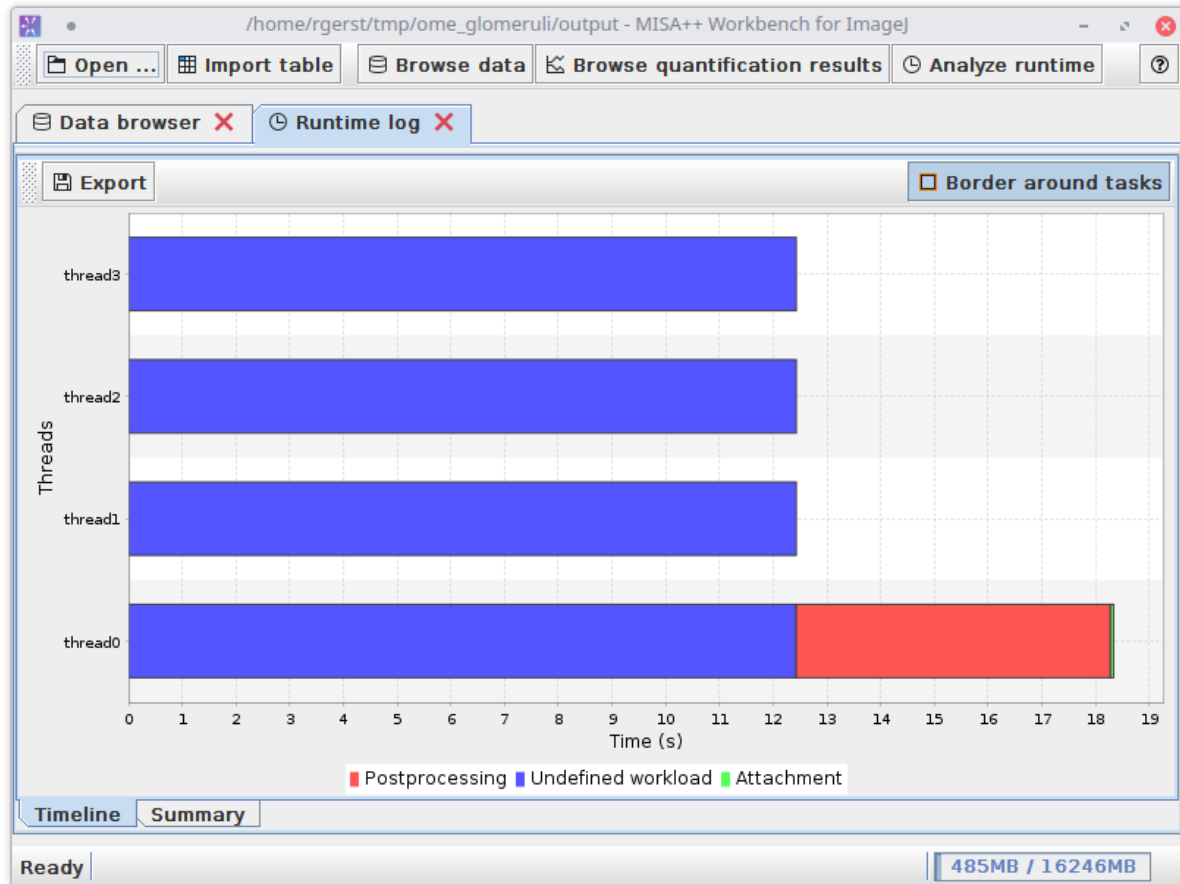 /home/rgerst/tmp/ome_glomeruli/output - MISA++ Workbench for ImageJ
Open ... Import table Browse data Browse quantification results Analyze runtime
Data browser Runtime log
Export Border around tasks
thread3
thread2
thread1
thread0
Threads
0 1 2 3 4 5 6 7 8 9 10 11 12 13 14 15 16 17 18 19
Time (s)
Postprocessing Undefined workload Attachment
Timeline Summary
Ready 485MB / 16246MB